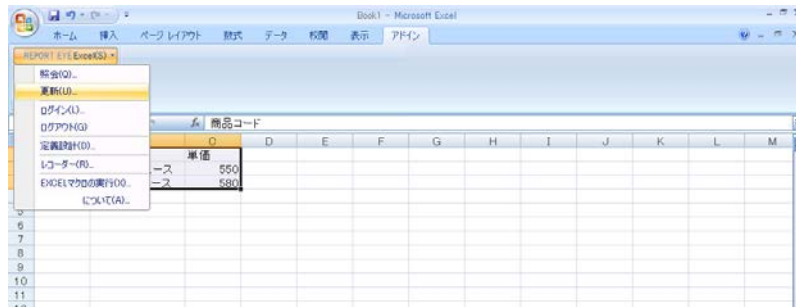 Book1 - Microsoft Excel
ホーム 挿入 ページ レイアウト 数式 データ 校閲 表示 アドイン
REPORT EYE Excel(S)
照会(Q)...
更新(U)...
ログイン(L)...
ログアウト(G)
定義設計(D)...
レコーダー(R)...
EXCELマクロの実行(X)...
について(A)...
fx 商品コード
C D E F G H I J K L M
単価
ース 550
ース 580
5
6
7
8
9
10
11